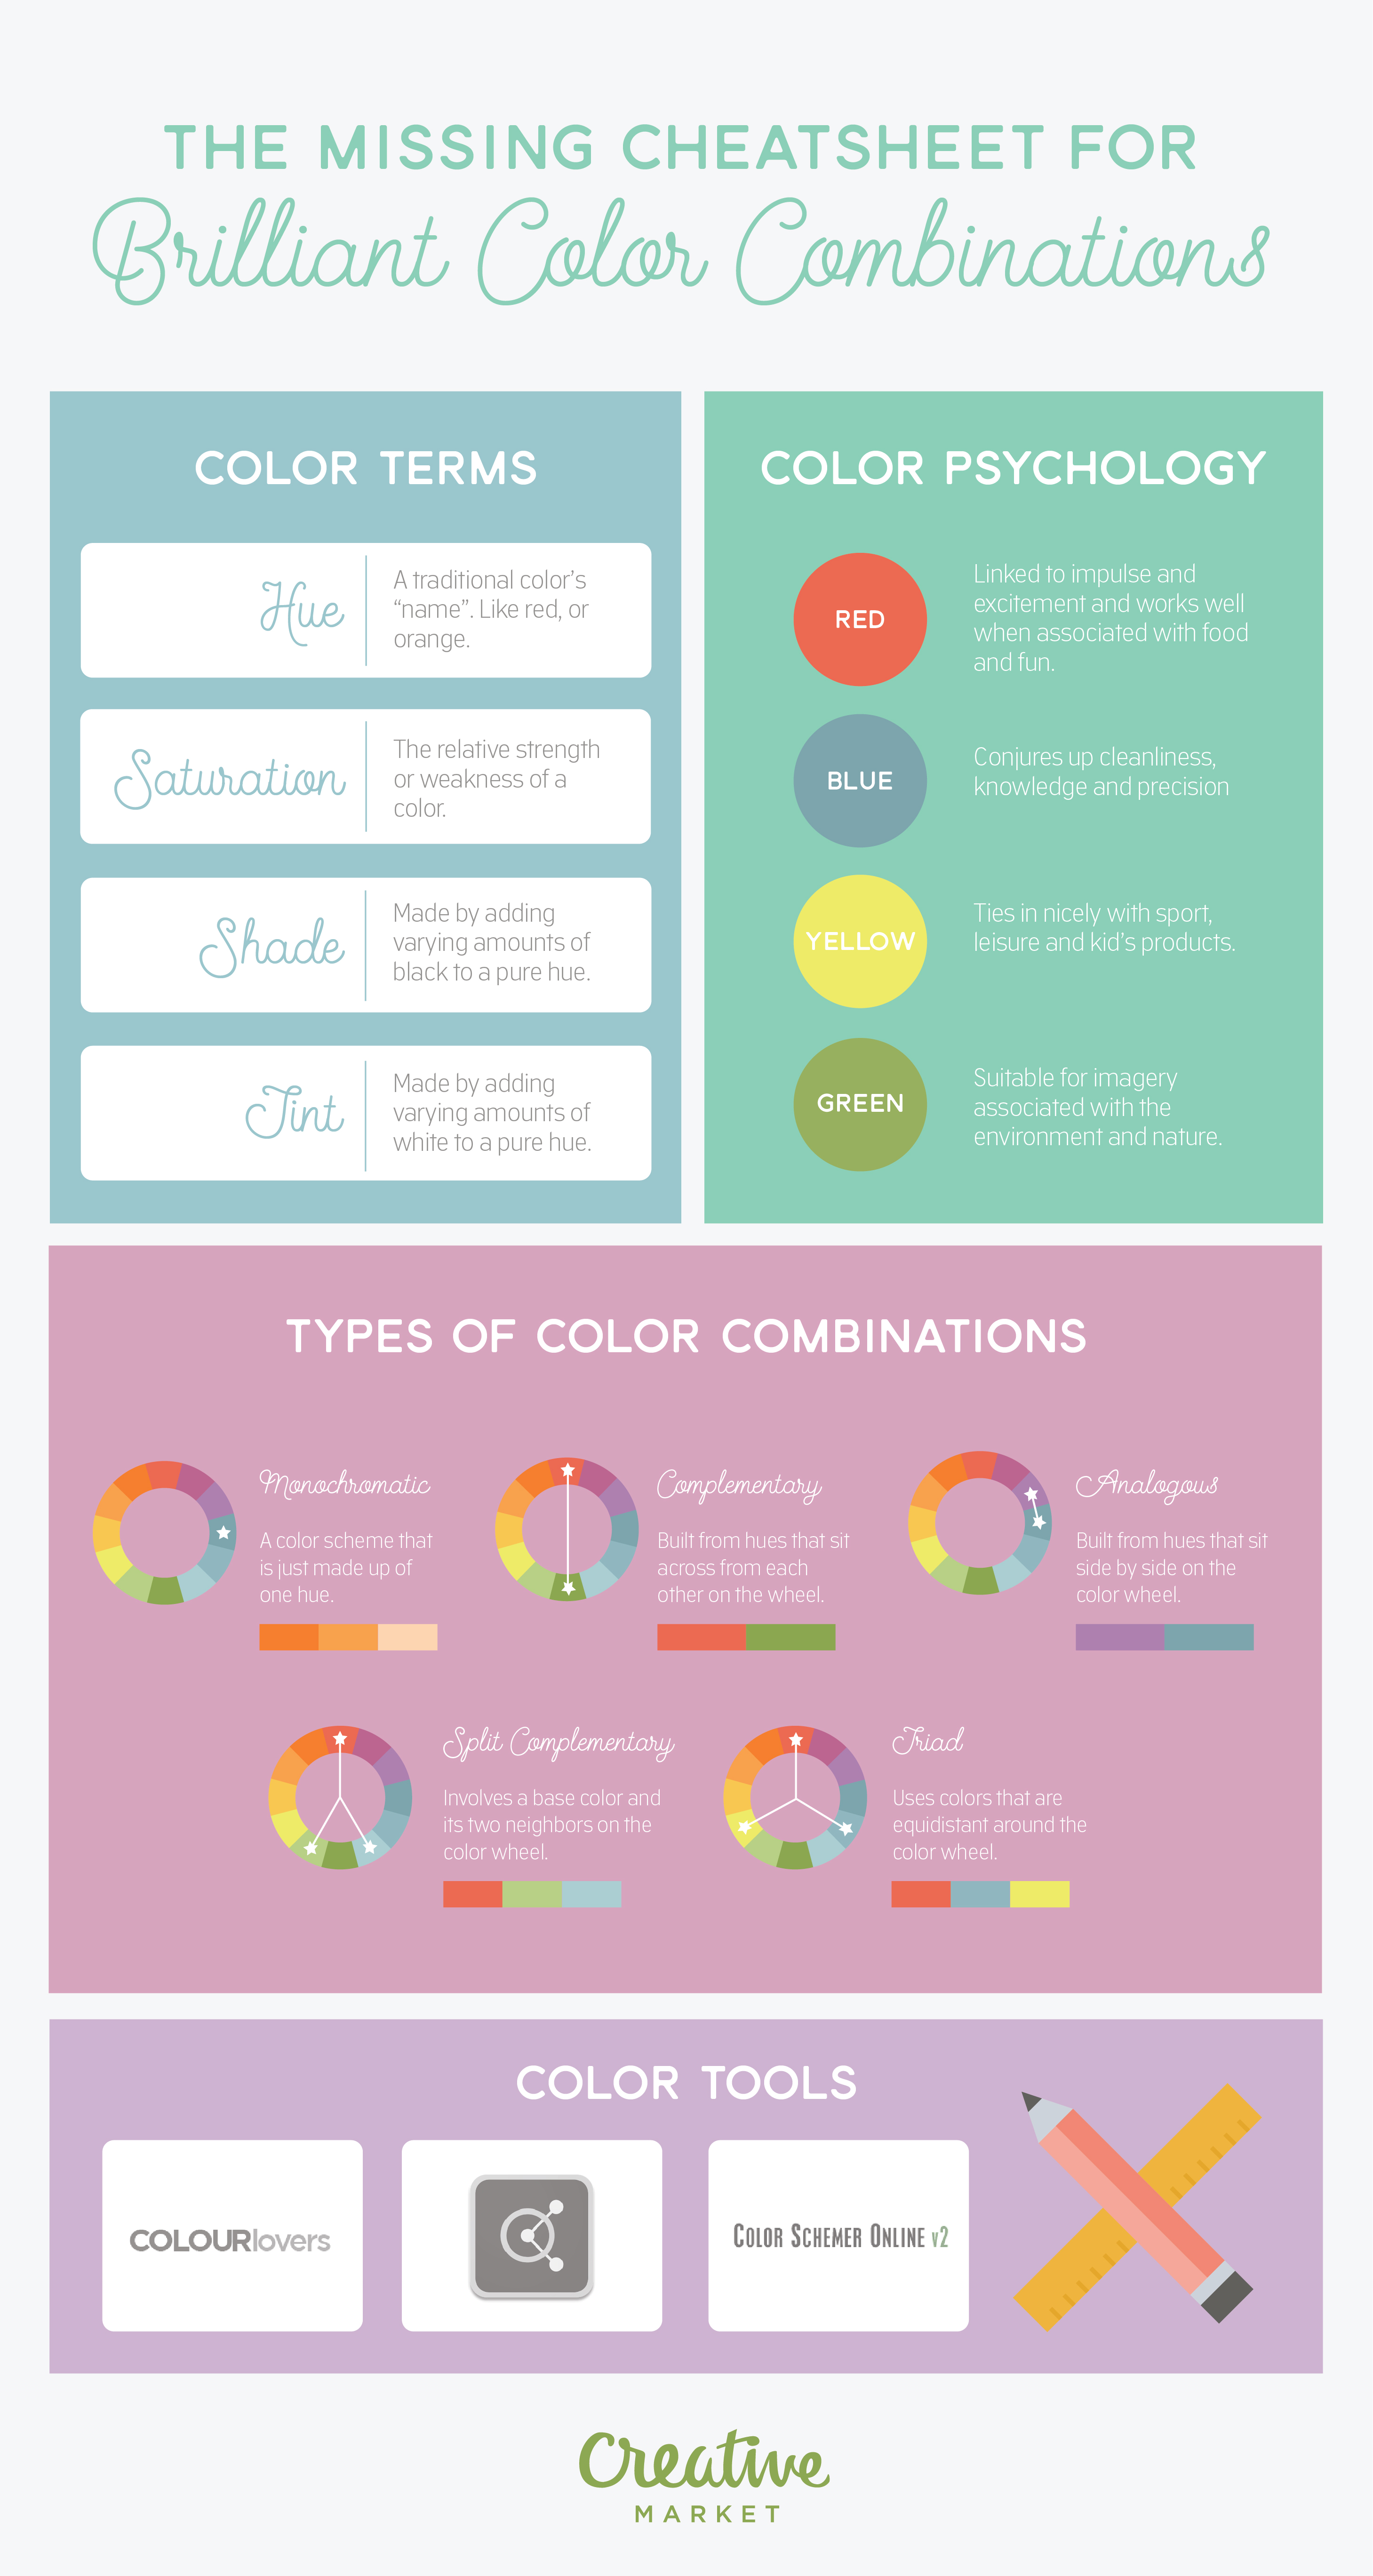 THE MISSING CHEATSHEET FOR
Brilliant Color Combinations
COLOR TERMS
Hue
A traditional color's
“name”. Like red, or
orange.
Saturation
The relative strength
or weakness of a
color.
Shade
Made by adding
varying amounts of
black to a pure hue.
Tint
Made by adding
varying amounts of
white to a pure hue.
COLOR PSYCHOLOGY
RED
Linked to impulse and
excitement and works well
when associated with food
and fun.
BLUE
Conjures up cleanliness,
knowledge and precision
YELLOW
Ties in nicely with sport,
leisure and kid's products.
GREEN
Suitable for imagery
associated with the
environment and nature.
TYPES OF COLOR COMBINATIONS
Monochromatic
A color scheme that
is just made up of
one hue.
Complementary
Built from hues that sit
across from each
other on the wheel.
Analogous
Built from hues that sit
side by side on the
color wheel.
Split Complementary
Involves a base color and
its two neighbors on the
color wheel.
Triad
Uses colors that are
equidistant around the
color wheel.
COLOR TOOLS
COLOURlovers
COLOR SCHEMER ONLINE v2
Creative
MARKET